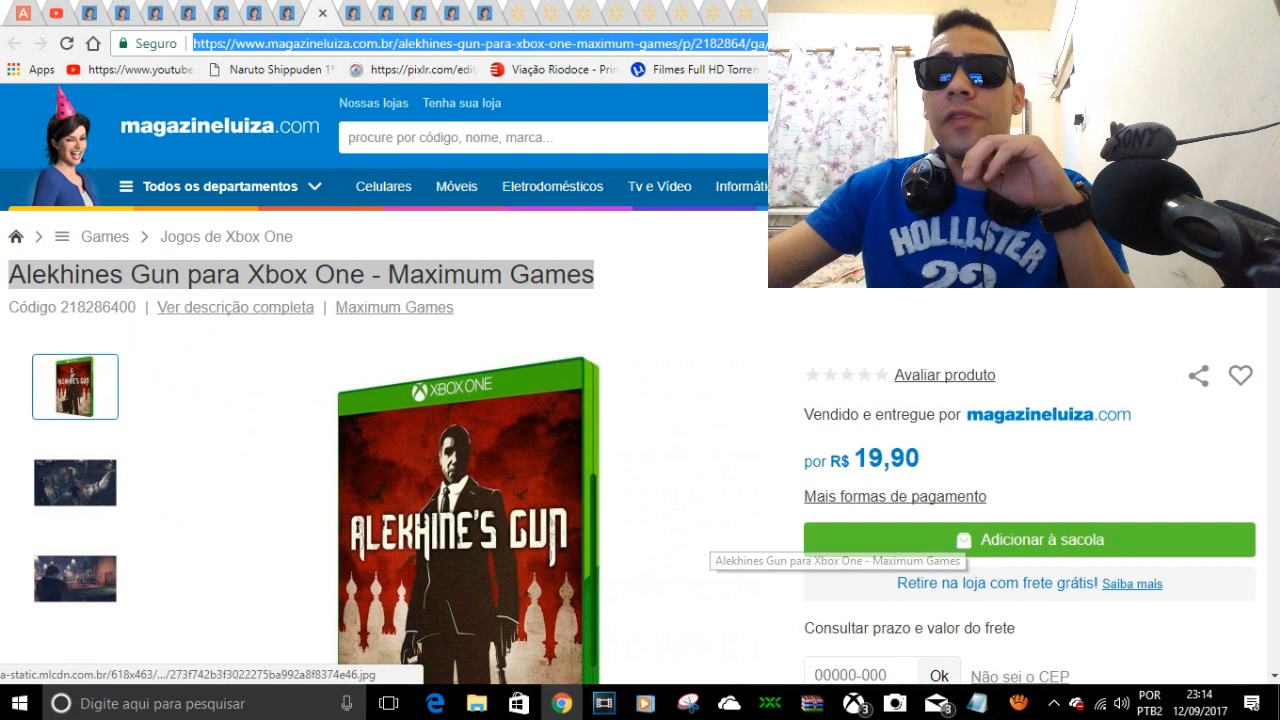 Seguro
https://www.magazineluiza.com.br/alekhines-gun-para-xbox-one-maximum-games/p/2182864/ga/
Apps
https://www.youtube
Naruto Shippuden 1ª
https://pixlr.com/edit
Viação Riodoce - Prin
Filmes Full HD Torren
Nossas lojas
Tenha sua loja
magazineluiza.com
procure por código, nome, marca...
Todos os departamentos
Celulares
Móveis
Eletrodomésticos
Tv e Vídeo
Informáti
SONY
HOLLISTER
22
Games
Jogos de Xbox One
Alekhines Gun para Xbox One - Maximum Games
Código 218286400 | Ver descrição completa | Maximum Games
XBOX ONE
ALEKHINE'S GUN
Avaliar produto
Vendido e entregue por magazineluiza.com
por R$ 19,90
Mais formas de pagamento
Adicionar à sacola
Alekhines Gun para Xbox One - Maximum Games
Retire na loja com frete grátis! Saiba mais
Consultar prazo e valor do frete
00000-000
Ok
Não sei o CEP
a-static.mlcdn.com.br/618x463/.../273f742b3f3022275ba992a8f8374e46.jpg
Digite aqui para pesquisar
3
3
POR
PTB2
23:14
12/09/2017